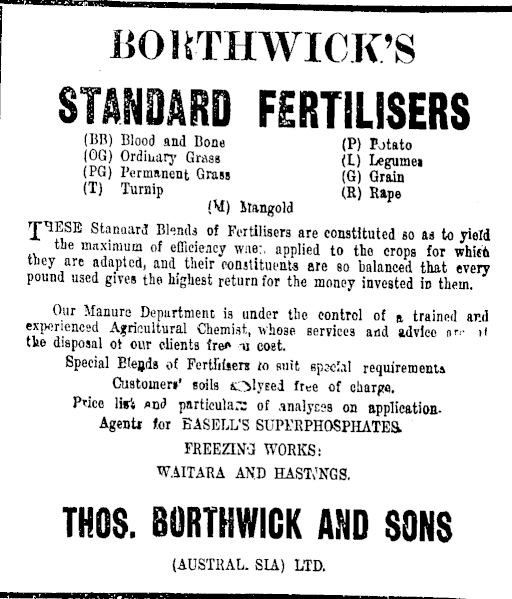 BORTHWICK'S
STANDARD FERTILISERS
(BB) Blood and Bone
(OG) Ordinary Grass
(PG) Permanent Grass
(T) Turnip
(P) Potato
(L) Legumes
(G) Grain
(R) Rape
(M) Mangold
THESE Standard Blends of Fertilisers are constituted so as to yield
the maximum of efficiency when applied to the crops for which
they are adapted, and their constituents are so balanced that every
pound used gives the highest return for the money invested in them.
Our Manure Department is under the control of a trained and
experienced Agricultural Chemist, whose services and advice are at
the disposal of our clients free of cost.
Special Blends of Fertilisers to suit special requirements
Customers' soils analysed free of charge.
Price list and particulars of analyses on application.
Agents for EASELL'S SUPERPHOSPHATES.
FREEZING WORKS:
WAITARA AND HASTINGS.
THOS. BORTHWICK AND SONS
(AUSTRALASIA) LTD.